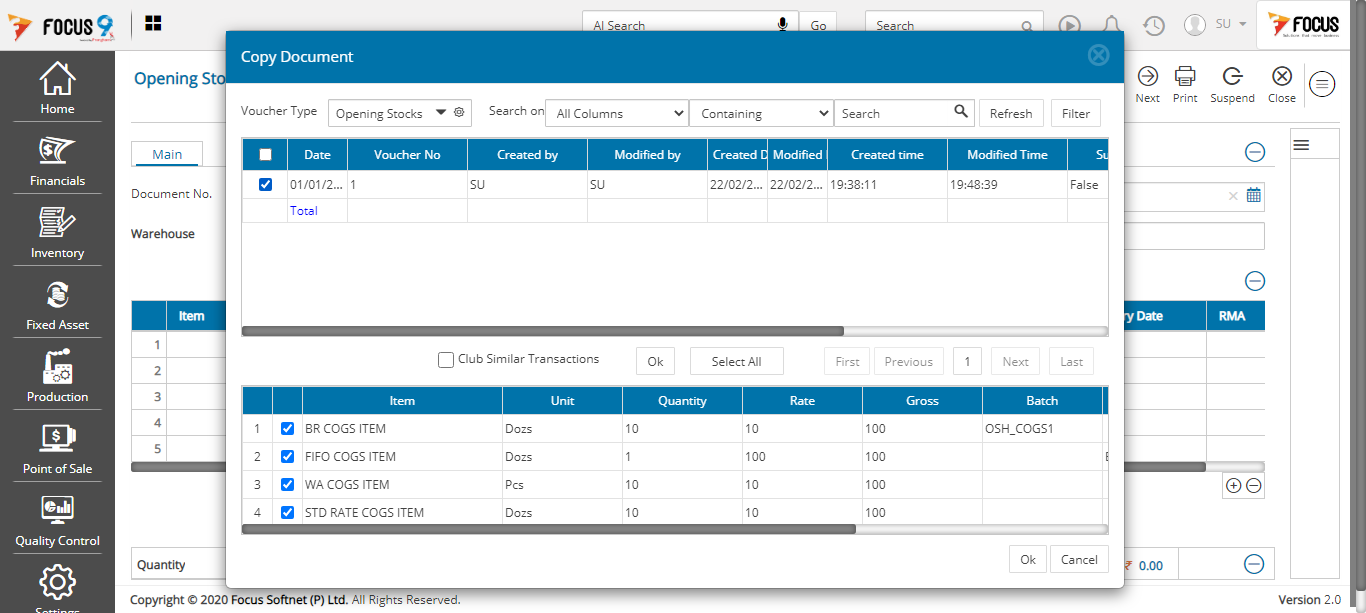 FOCUS 9
AI Search
Go
Search
SU
FOCUS
Home
Financials
Inventory
Fixed Asset
Production
Point of Sale
Quality Control
Settings
Opening Sto
Next
Print
Suspend
Close
Main
Document No.
Warehouse
Item
ry Date
RMA
1
2
3
4
5
Quantity
₹ 0.00
Copy Document
Voucher Type
Opening Stocks
Search on
All Columns
Containing
Search
Refresh
Filter
Date Voucher No Created by Modified by Created D Modified Created time Modified Time Su
01/01/2... 1 SU SU 22/02/2... 22/02/2... 19:38:11 19:48:39 False
Total
Club Similar Transactions
Ok
Select All
First
Previous
1
Next
Last
Item Unit Quantity Rate Gross Batch
1 BR COGS ITEM Dozs 10 10 100 OSH_COGS1
2 FIFO COGS ITEM Dozs 1 100 100
3 WA COGS ITEM Pcs 10 10 100
4 STD RATE COGS ITEM Dozs 10 10 100
Ok
Cancel
Copyright © 2020 Focus Softnet (P) Ltd. All Rights Reserved.
Version 2.0